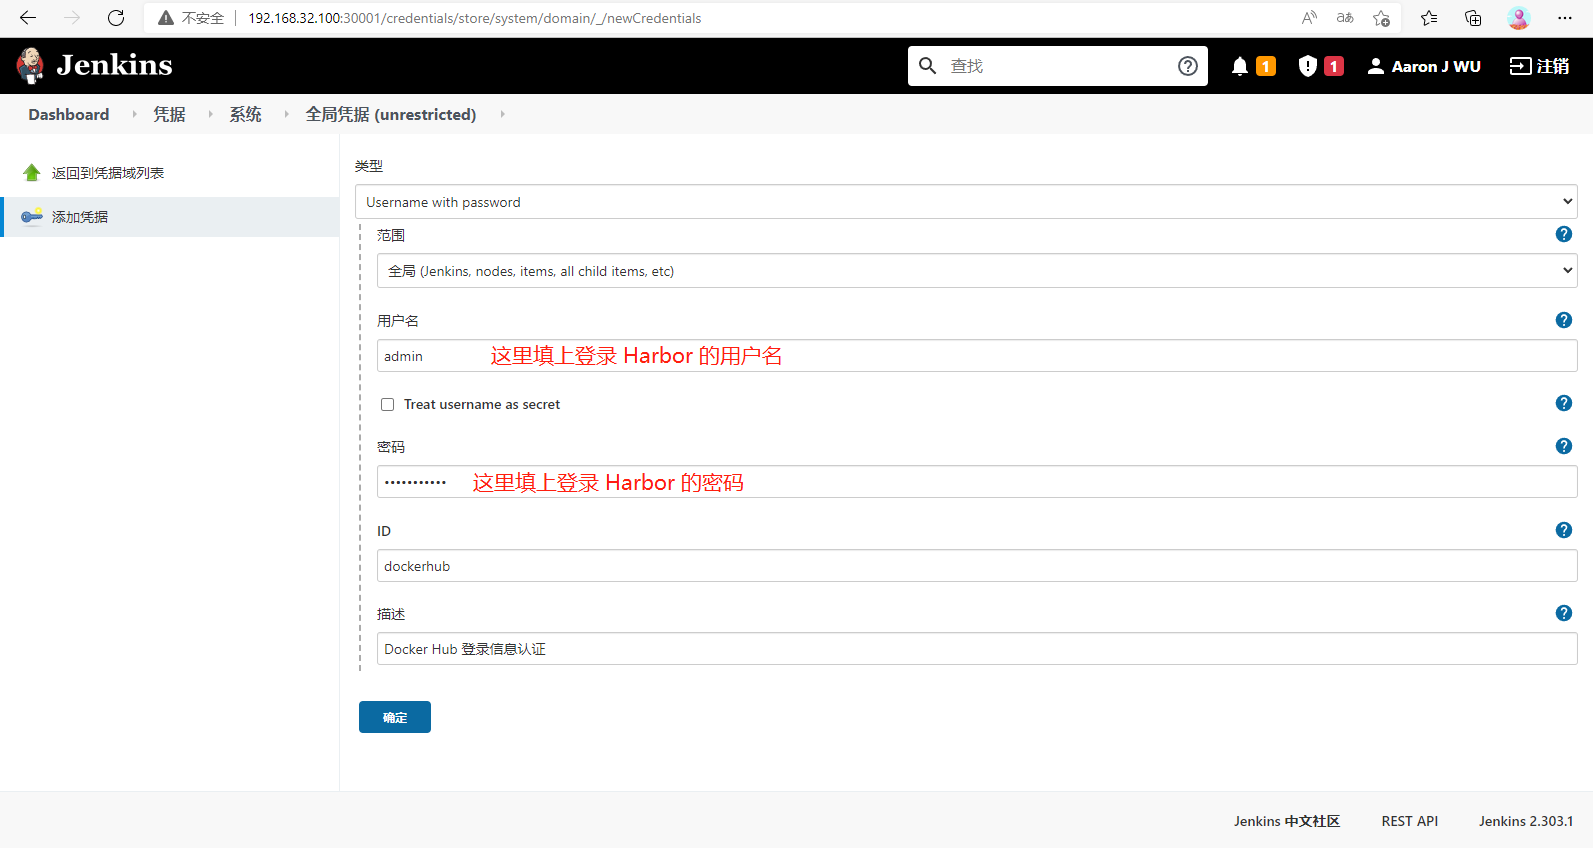 不安全 192.168.32.100:30001/credentials/store/system/domain/_/newCredentials
Jenkins 查找 1 1 Aaron J WU 注销
Dashboard 凭据 系统 全局凭据 (unrestricted)
返回到凭据域列表
添加凭据
类型
Username with password
范围
全局 (Jenkins, nodes, items, all child items, etc)
用户名
admin 这里填上登录 Harbor 的用户名
Treat username as secret
密码
••••••••••• 这里填上登录 Harbor 的密码
ID
dockerhub
描述
Docker Hub 登录信息认证
确定
Jenkins 中文社区 REST API Jenkins 2.303.1